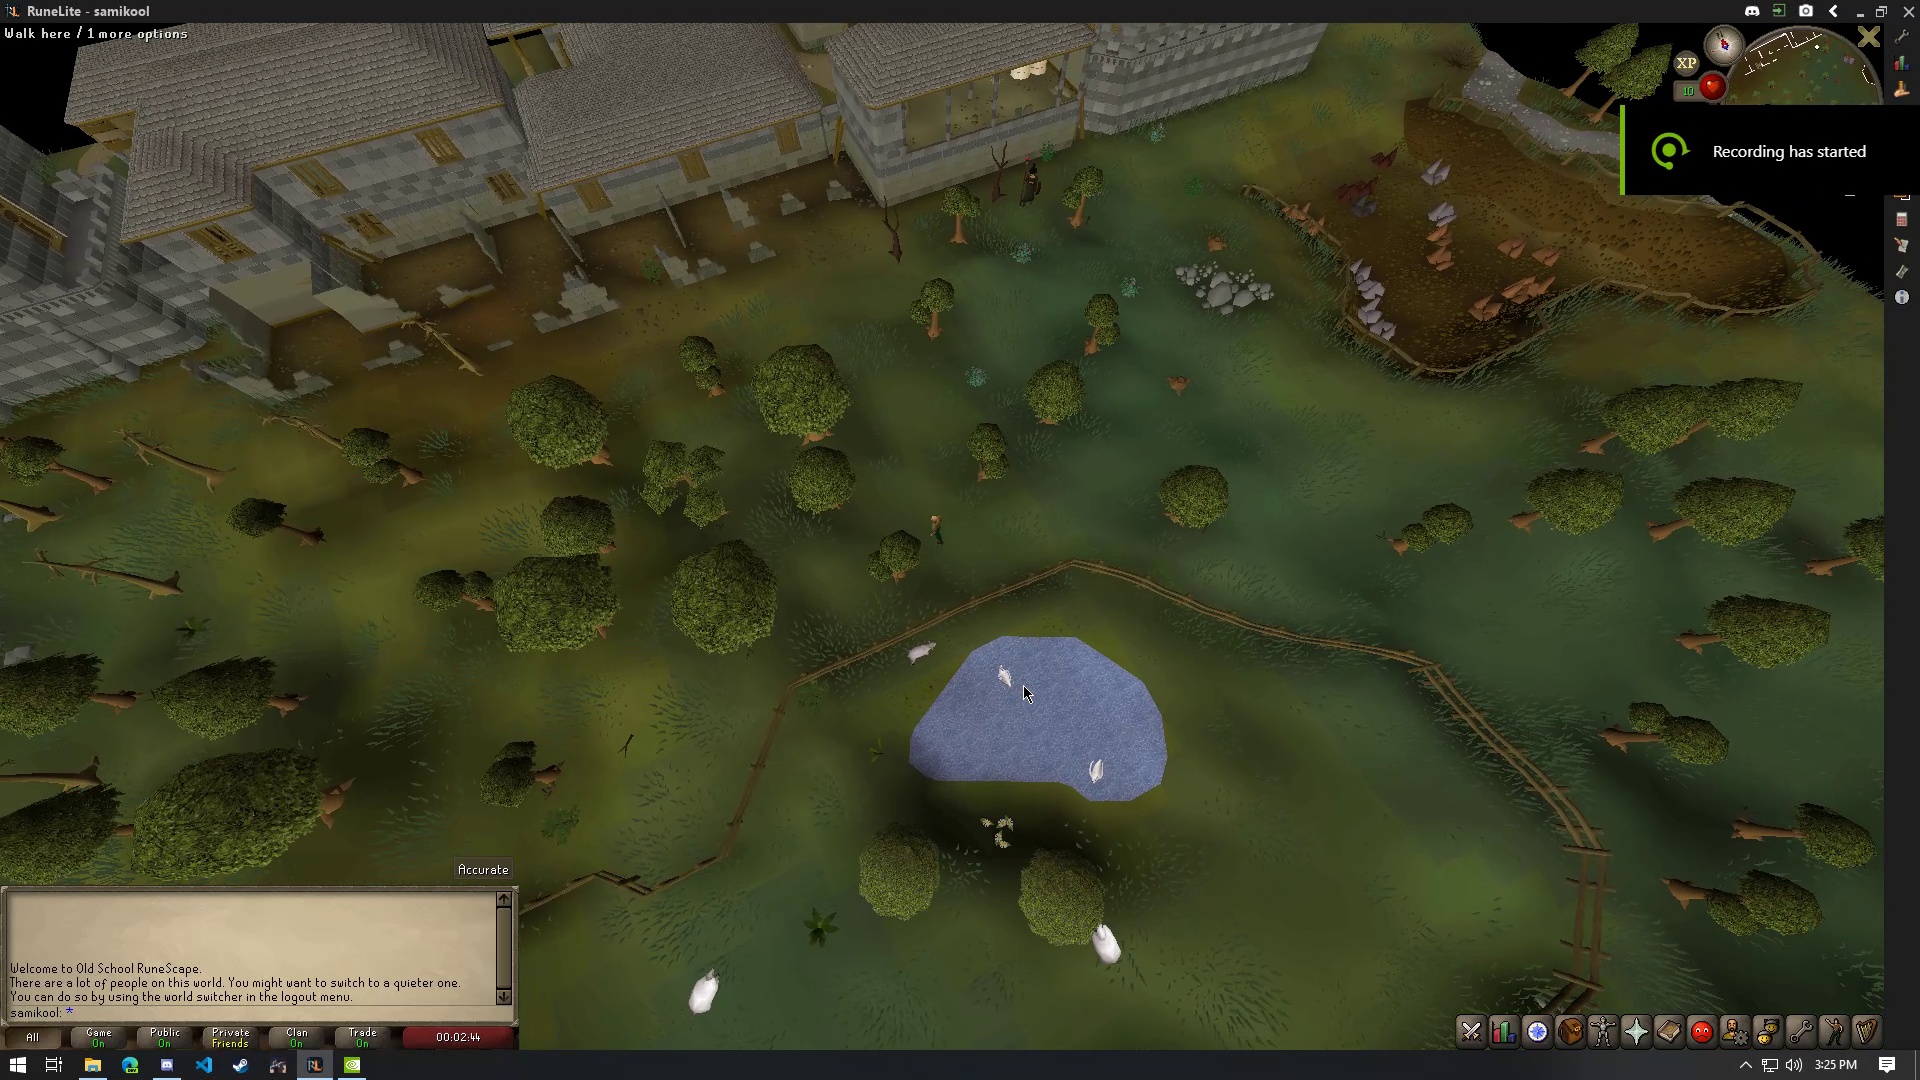 RuneLite - samikool
Walk here / 1 more options
XP
10
Recording has started
Accurate
Welcome to Old School RuneScape.
There are a lot of people on this world. You might want to switch to a quieter one.
You can do so by using the world switcher in the logout menu.
samikool: *
All
Game
On
Public
On
Private
Friends
Clan
On
Trade
On
00:02:44
3:25 PM